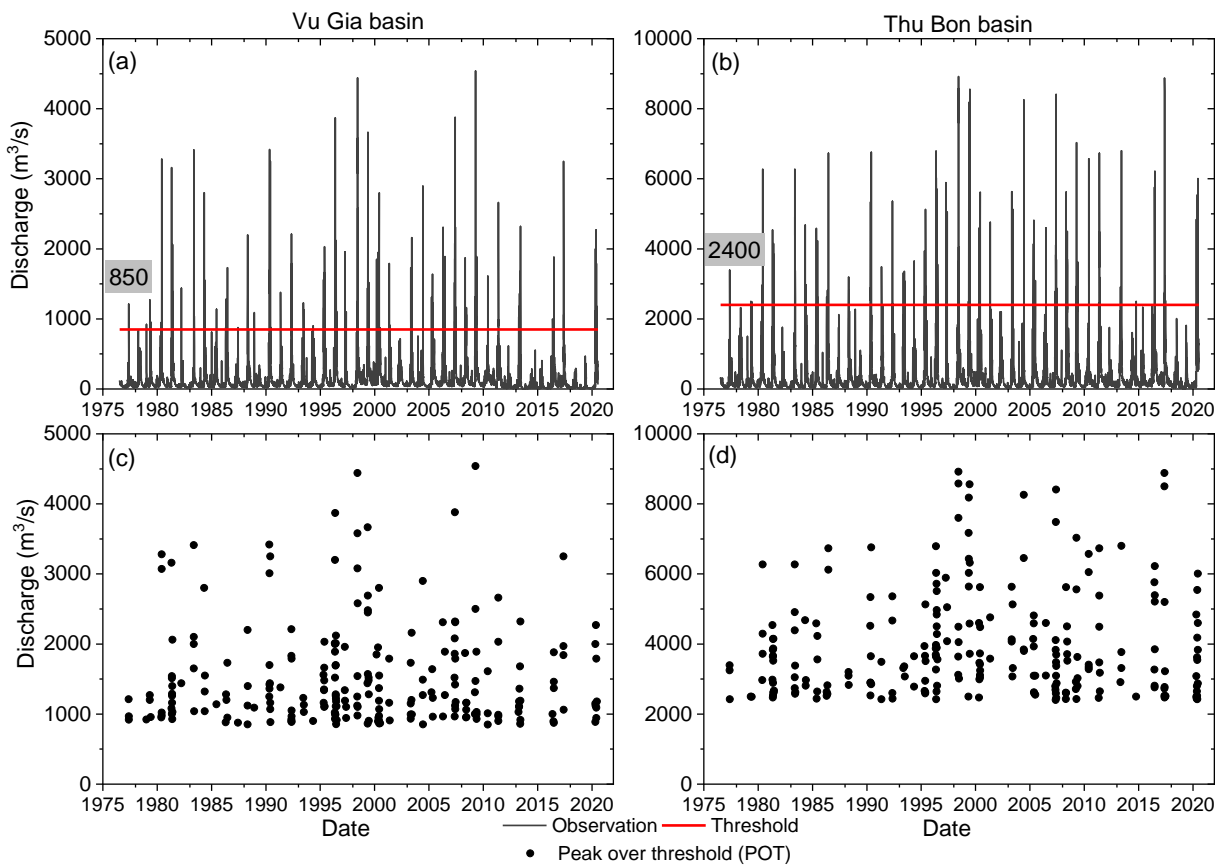 Vu Gia basin
Thu Bon basin
(a)
(b)
5000
4000
3000
2000
1000
0
Discharge (m³/s)
850
1975 1980 1985 1990 1995 2000 2005 2010 2015 2020
10000
8000
6000
4000
2000
0
2400
1975 1980 1985 1990 1995 2000 2005 2010 2015 2020
(c)
(d)
5000
4000
3000
2000
1000
0
Discharge (m³/s)
1975 1980 1985 1990 1995 2000 2005 2010 2015 2020
Date
10000
8000
6000
4000
2000
0
1975 1980 1985 1990 1995 2000 2005 2010 2015 2020
Date
Observation Threshold
Peak over threshold (POT)